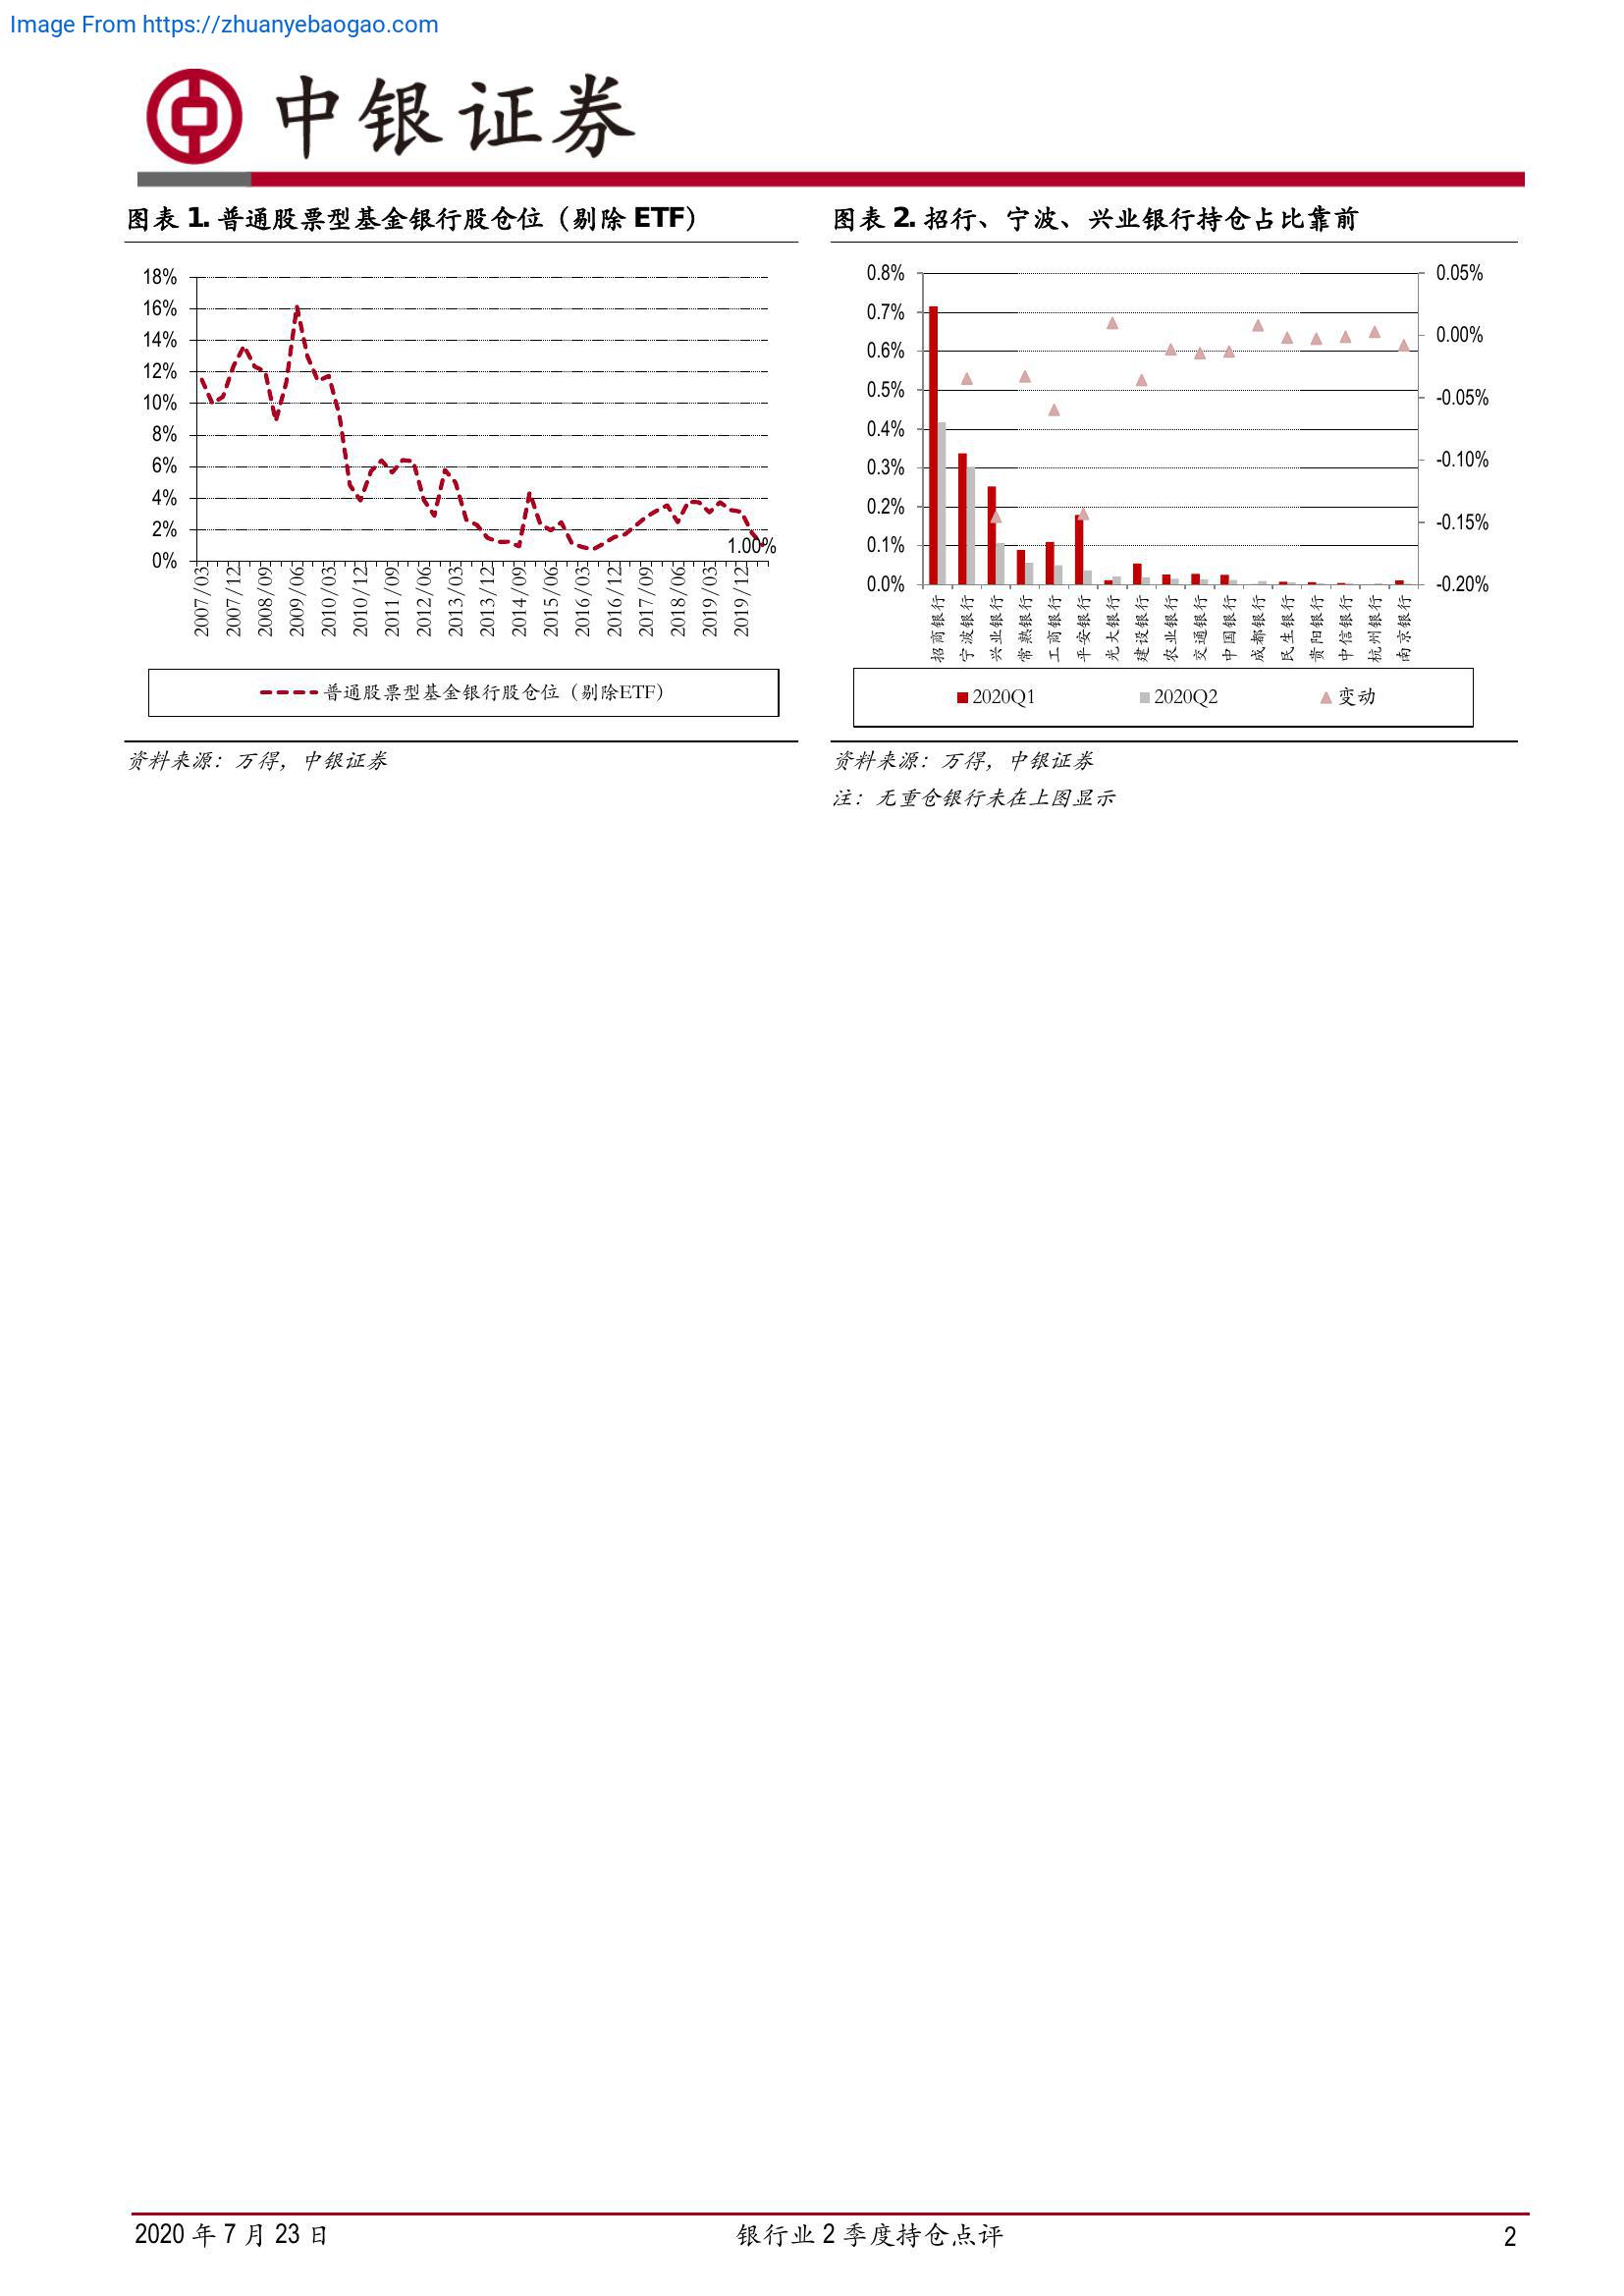 Image From https://zhuanyebaogao.com
中银证券
图表 1. 普通股票型基金银行股仓位（剔除 ETF）
18%
16%
14%
12%
10%
8%
6%
4%
2%
0%
1.00%
2007/03
2007/12
2008/09
2009/06
2010/03
2010/12
2011/09
2012/06
2013/03
2013/12
2014/09
2015/06
2016/03
2016/12
2017/09
2018/06
2019/03
2019/12
普通股票型基金银行股仓位（剔除ETF）
资料来源：万得，中银证券
图表 2. 招行、宁波、兴业银行持仓占比靠前
0.8%
0.7%
0.6%
0.5%
0.4%
0.3%
0.2%
0.1%
0.0%
0.05%
0.00%
-0.05%
-0.10%
-0.15%
-0.20%
招商银行
宁波银行
兴业银行
常熟银行
工商银行
平安银行
光大银行
建设银行
农业银行
交通银行
中国银行
成都银行
民生银行
贵阳银行
中信银行
杭州银行
南京银行
2020Q1
2020Q2
变动
资料来源：万得，中银证券
注：无重仓银行未在上图显示
2020 年 7 月 23 日
银行业 2 季度持仓点评
2